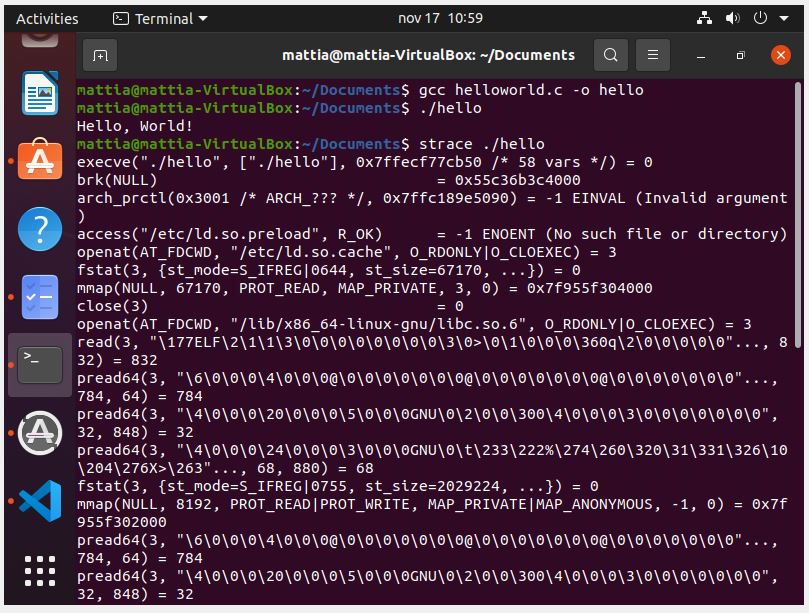 Activities
Terminal
nov 17 10:59
mattia@mattia-VirtualBox: ~/Documents
mattia@mattia-VirtualBox:~/Documents$ gcc helloworld.c -o hello
mattia@mattia-VirtualBox:~/Documents$ ./hello
Hello, World!
mattia@mattia-VirtualBox:~/Documents$ strace ./hello
execve("./hello", ["./hello"], 0x7ffecf77cb50 /* 58 vars */) = 0
brk(NULL)                               = 0x55c36b3c4000
arch_prctl(0x3001 /* ARCH_??? */, 0x7ffc189e5090) = -1 EINVAL (Invalid argument
)
access("/etc/ld.so.preload", R_OK)      = -1 ENOENT (No such file or directory)
openat(AT_FDCWD, "/etc/ld.so.cache", O_RDONLY|O_CLOEXEC) = 3
fstat(3, {st_mode=S_IFREG|0644, st_size=67170, ...}) = 0
mmap(NULL, 67170, PROT_READ, MAP_PRIVATE, 3, 0) = 0x7f955f304000
close(3)                                = 0
openat(AT_FDCWD, "/lib/x86_64-linux-gnu/libc.so.6", O_RDONLY|O_CLOEXEC) = 3
read(3, "\177ELF\2\1\1\3\0\0\0\0\0\0\0\0\3\0>\0\1\0\0\0\360q\2\0\0\0\0\0"..., 8
32) = 832
pread64(3, "\6\0\0\0\4\0\0\0@\0\0\0\0\0\0\0@\0\0\0\0\0\0\0@\0\0\0\0\0\0\0"...,
784, 64) = 784
pread64(3, "\4\0\0\0\20\0\0\0\5\0\0\0GNU\0\2\0\0\300\4\0\0\0\3\0\0\0\0\0\0\0",
32, 848) = 32
pread64(3, "\4\0\0\0\24\0\0\0\3\0\0\0GNU\0\t\233\222%\274\260\320\31\331\326\10
\204\276X>\263"..., 68, 880) = 68
fstat(3, {st_mode=S_IFREG|0755, st_size=2029224, ...}) = 0
mmap(NULL, 8192, PROT_READ|PROT_WRITE, MAP_PRIVATE|MAP_ANONYMOUS, -1, 0) = 0x7f
955f302000
pread64(3, "\6\0\0\0\4\0\0\0@\0\0\0\0\0\0\0@\0\0\0\0\0\0\0@\0\0\0\0\0\0\0"...,
784, 64) = 784
pread64(3, "\4\0\0\0\20\0\0\0\5\0\0\0GNU\0\2\0\0\300\4\0\0\0\3\0\0\0\0\0\0\0",
32, 848) = 32